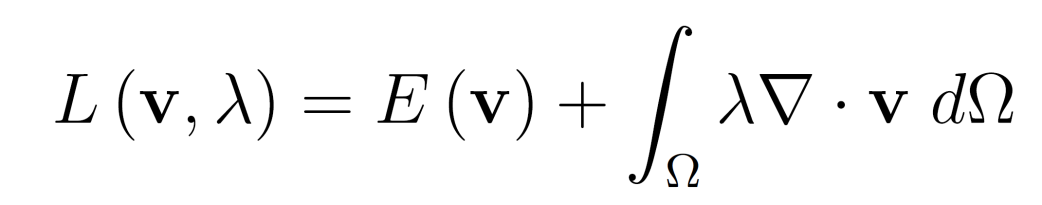 L(v, λ) = E(v) + ∫_Ω λ∇ · v dΩ